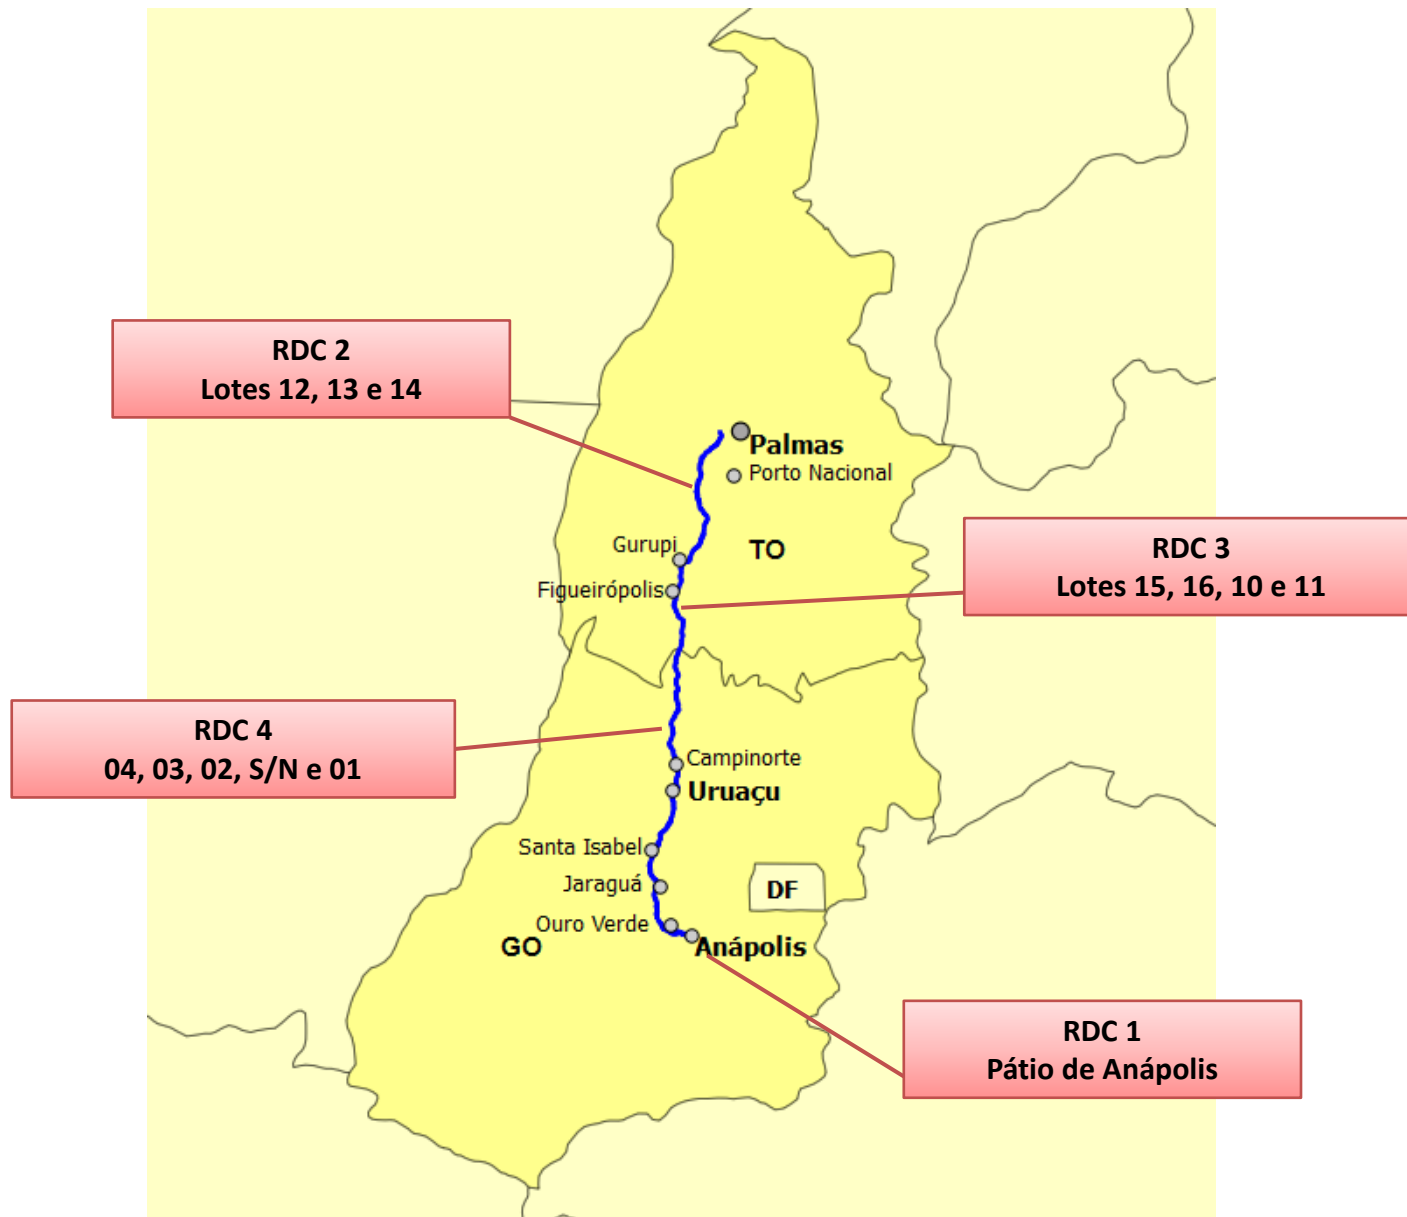 RDC 2
Lotes 12, 13 e 14
Palmas
Porto Nacional
RDC 3
Lotes 15, 16, 10 e 11
Gurupi
TO
Figueirópolis
RDC 4
04, 03, 02, S/N e 01
Campinorte
Uruaçu
Santa Isabel
Jaraguá
DF
Ouro Verde
GO
Anápolis
RDC 1
Pátio de Anápolis